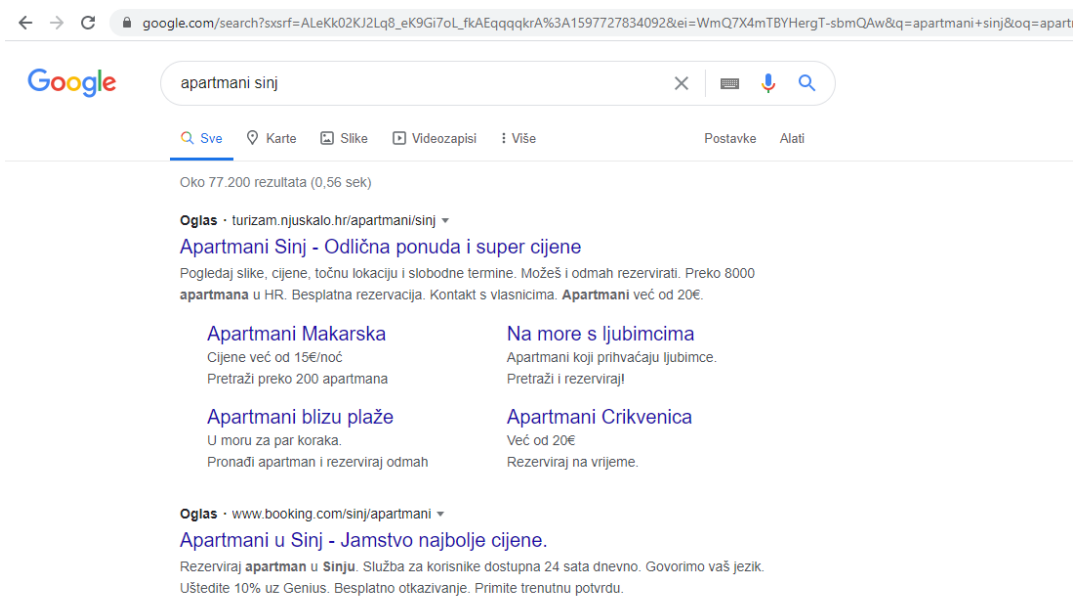 google.com/search?sxsrf=ALeKk02KJ2Lq8_eK9Gi7oL_fkAEqqqqkrA%3A1597727834092&ei=WmQ7X4mTBYHergT-sbmQAw&q=apartmani+sinj&oq=apartm
Google
apartmani sinj
Sve Karte Slike Videozapisi Više Postavke Alati
Oko 77.200 rezultata (0,56 sek)
Oglas · turizam.njuskalo.hr/apartmani/sinj
Apartmani Sinj - Odlična ponuda i super cijene
Pogledaj slike, cijene, točnu lokaciju i slobodne termine. Možeš i odmah rezervirati. Preko 8000
apartmana u HR. Besplatna rezervacija. Kontakt s vlasnicima. Apartmani već od 20€.
Apartmani Makarska
Cijene već od 15€/noć
Pretraži preko 200 apartmana
Na more s ljubimcima
Apartmani koji prihvaćaju ljubimce.
Pretraži i rezerviraj!
Apartmani blizu plaže
U moru za par koraka.
Pronađi apartman i rezerviraj odmah
Apartmani Crikvenica
Već od 20€
Rezerviraj na vrijeme.
Oglas · www.booking.com/sinj/apartmani
Apartmani u Sinj - Jamstvo najbolje cijene.
Rezerviraj apartman u Sinju. Služba za korisnike dostupna 24 sata dnevno. Govorimo vaš jezik.
Uštedite 10% uz Genius. Besplatno otkazivanje. Primite trenutnu potvrdu.